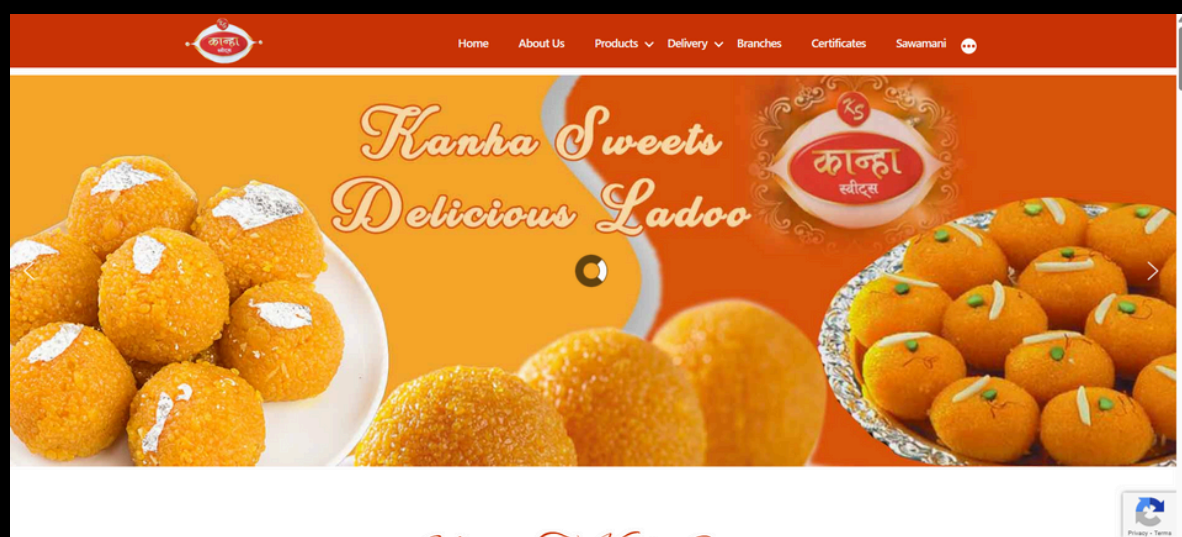 कान्हा
स्वीट्स
Home About Us Products Delivery Branches Certificates Sawamani
Kanha Sweets
Delicious Ladoo
KS
कान्हा
स्वीट्स
Privacy - Terms